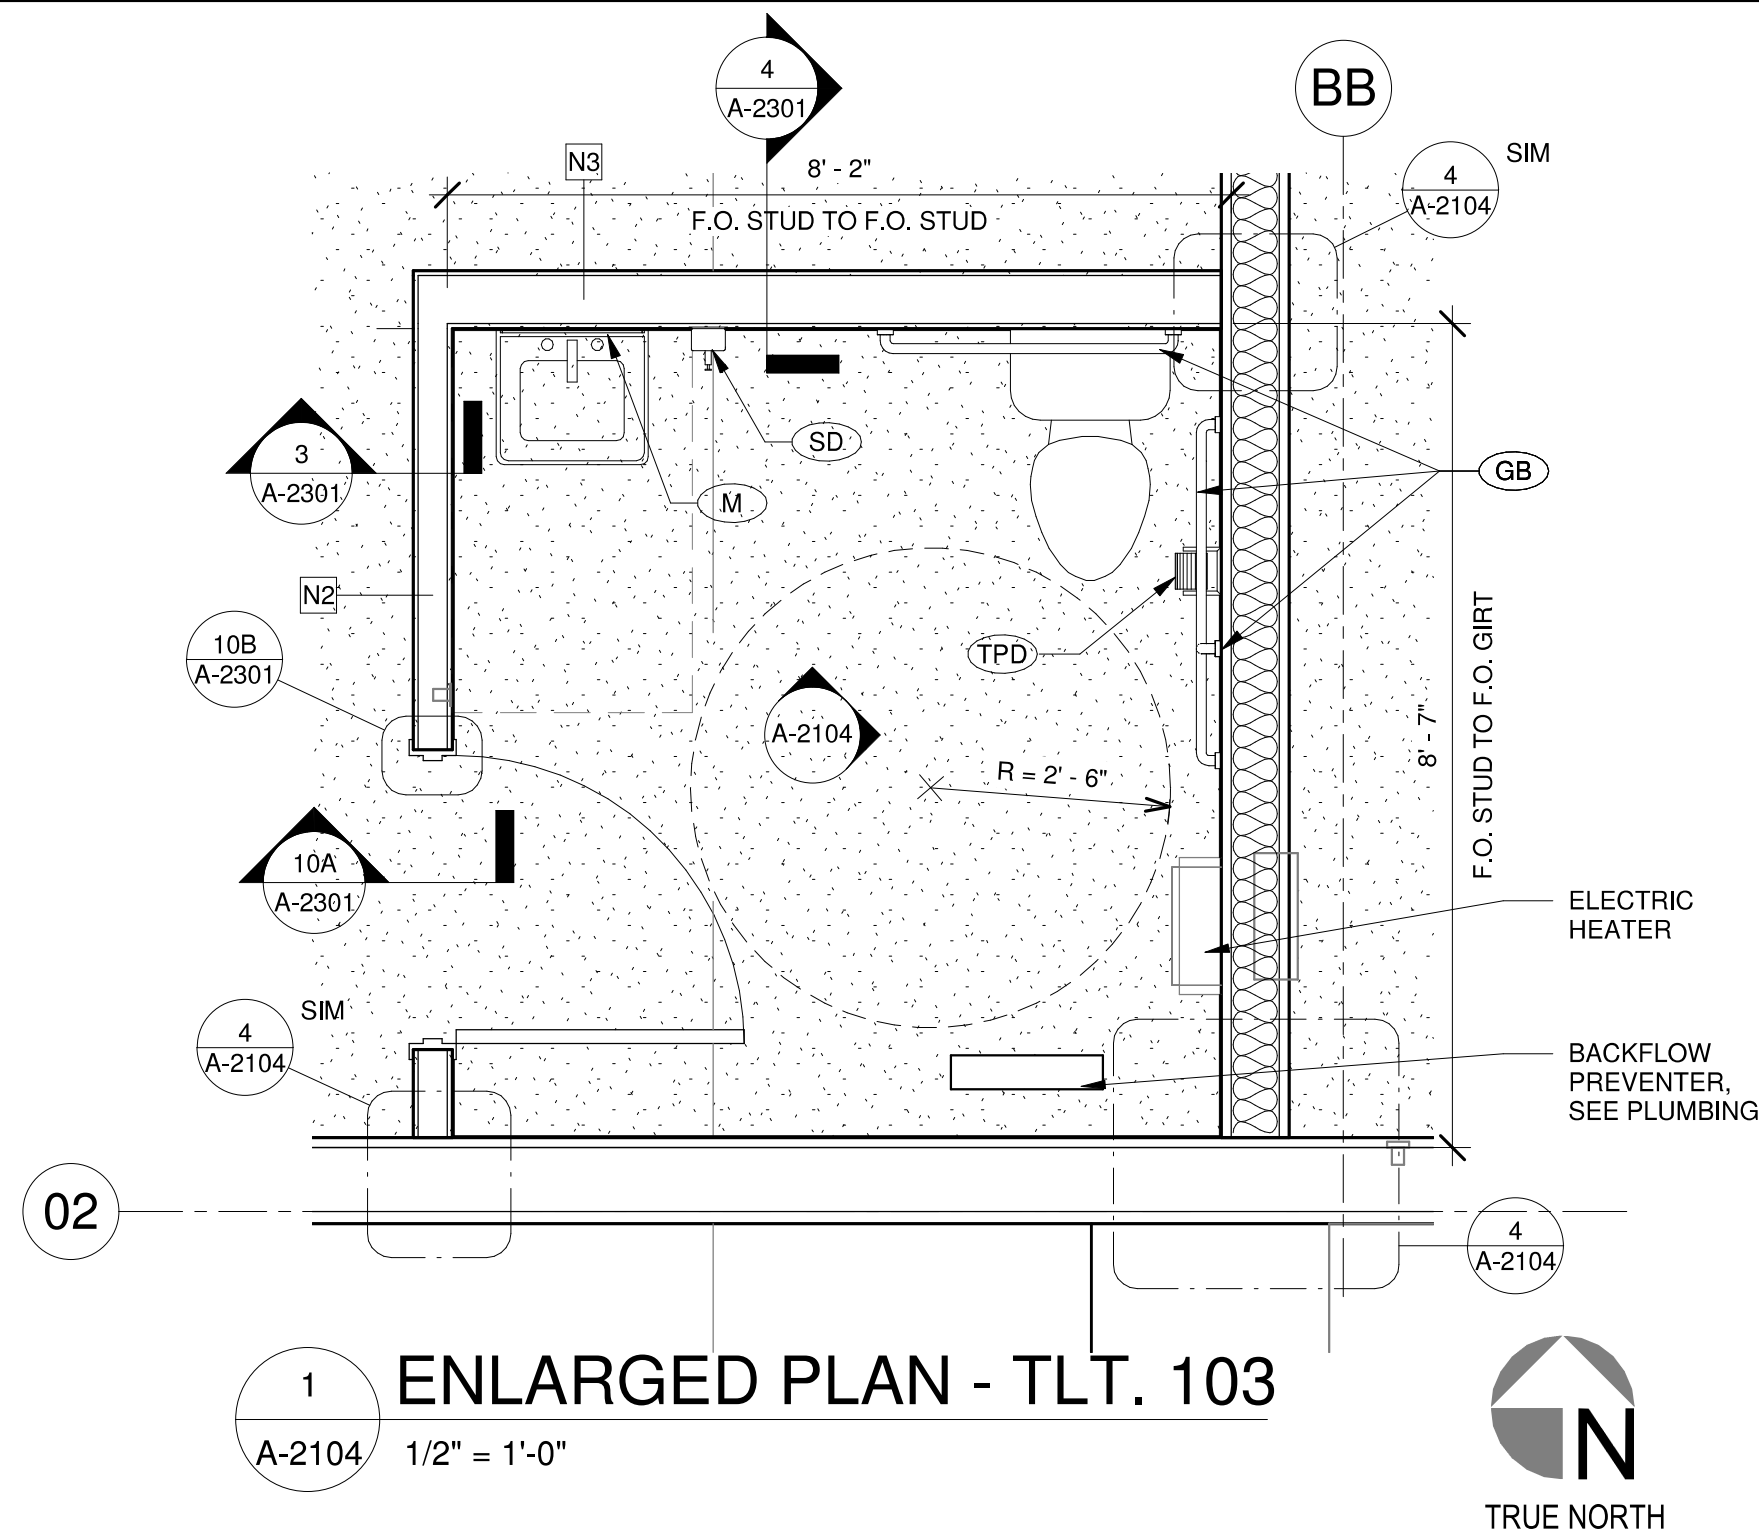 4
A-2301
BB
4
A-2104
SIM
N3
8' - 2"
F.O. STUD TO F.O. STUD
3
A-2301
SD
M
GB
N2
10B
A-2301
TPD
A-2104
R = 2' - 6"
8' - 7"
F.O. STUD TO F.O. GIRT
10A
A-2301
ELECTRIC
HEATER
SIM
4
A-2104
BACKFLOW
PREVENTER,
SEE PLUMBING
02
4
A-2104
1
A-2104
ENLARGED PLAN - TLT. 103
1/2" = 1'-0"
N
TRUE NORTH